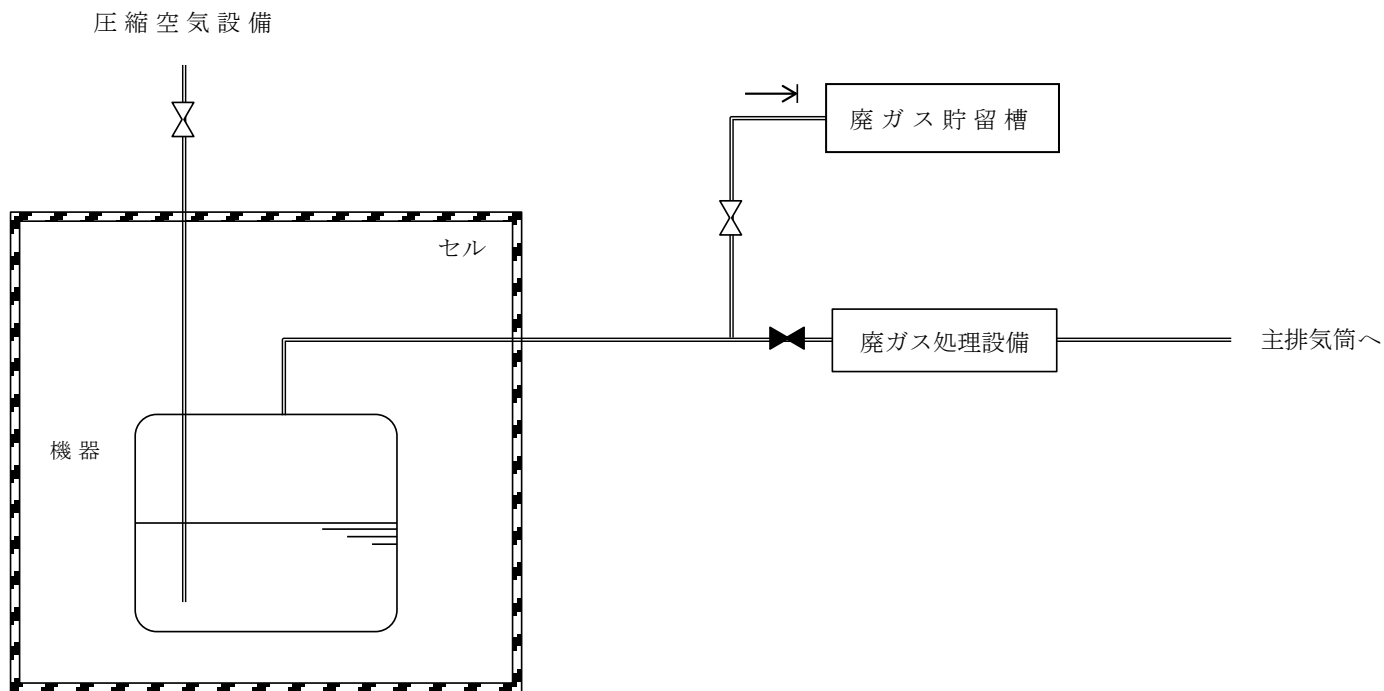 圧縮空気設備
廃ガス貯留槽
セル
廃ガス処理設備
主排気筒へ
機器